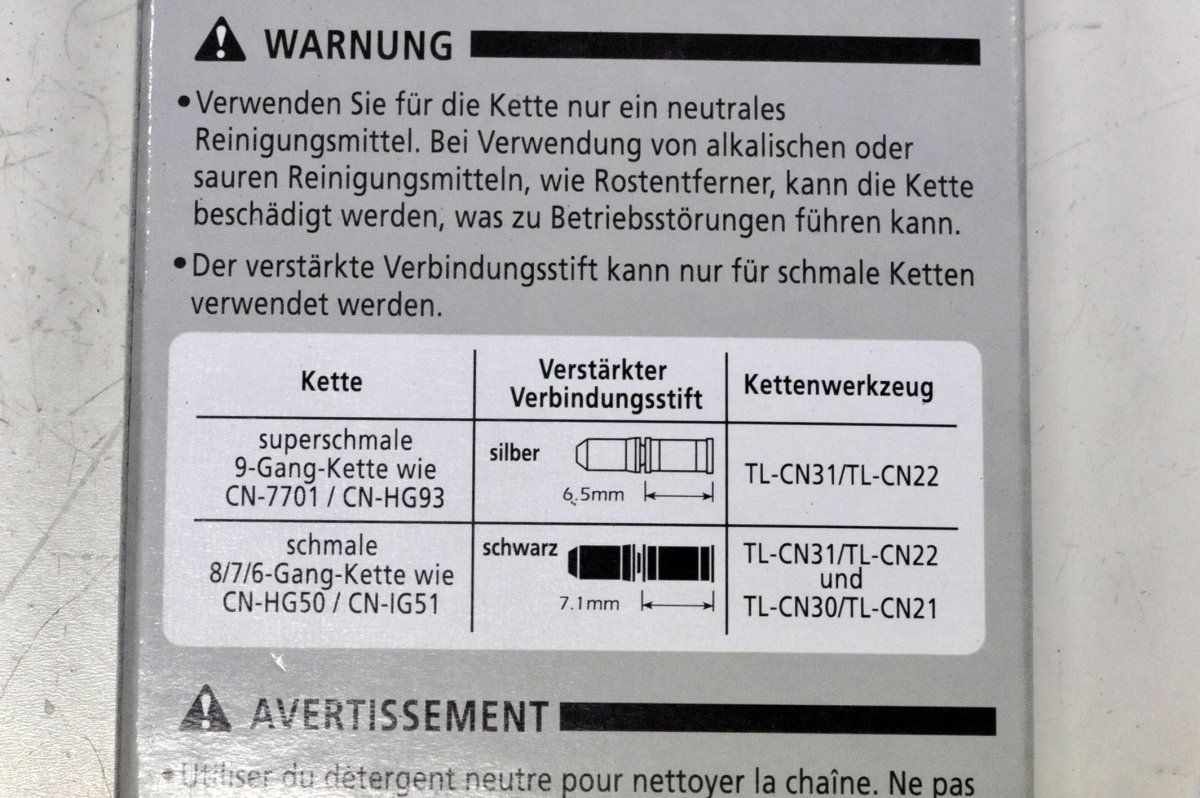 WARNUNG
•Verwenden Sie für die Kette nur ein neutrales
Reinigungsmittel. Bei Verwendung von alkalischen oder
sauren Reinigungsmitteln, wie Rostentferner, kann die Kette
beschädigt werden, was zu Betriebsstörungen führen kann.
•Der verstärkte Verbindungsstift kann nur für schmale Ketten
verwendet werden.
Kette
Verstärkter
Verbindungsstift
Kettenwerkzeug
superschmale
9-Gang-Kette wie
CN-7701 / CN-HG93
silber
6.5mm
TL-CN31/TL-CN22
schmale
8/7/6-Gang-Kette wie
CN-HG50 / CN-IG51
schwarz
7.1mm
TL-CN31/TL-CN22
und
TL-CN30/TL-CN21
AVERTISSEMENT
•Utiliser du détergent neutre pour nettoyer la chaîne. Ne pas